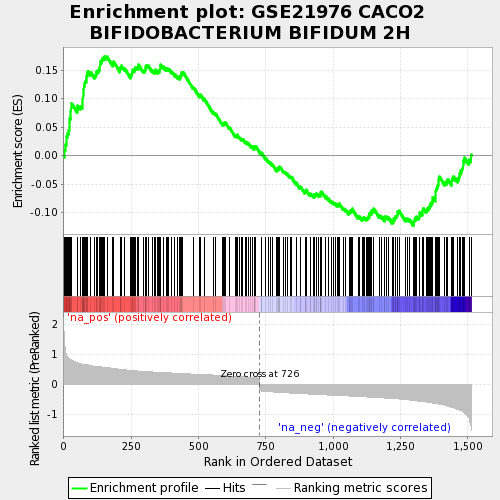 Enrichment plot: GSE21976 CACO2
BIFIDOBACTERIUM BIFIDUM 2H
Enrichment score (ES)
0.15
0.10
0.05
0.00
-0.05
-0.10
'na_pos' (positively correlated)
Ranked list metric (PreRanked)
2
1
0
-1
Zero cross at 726
'na_neg' (negatively correlated)
0
250
500
750
1,000
1,250
1,500
Rank in Ordered Dataset
Enrichment profile
Hits
Ranking metric scores